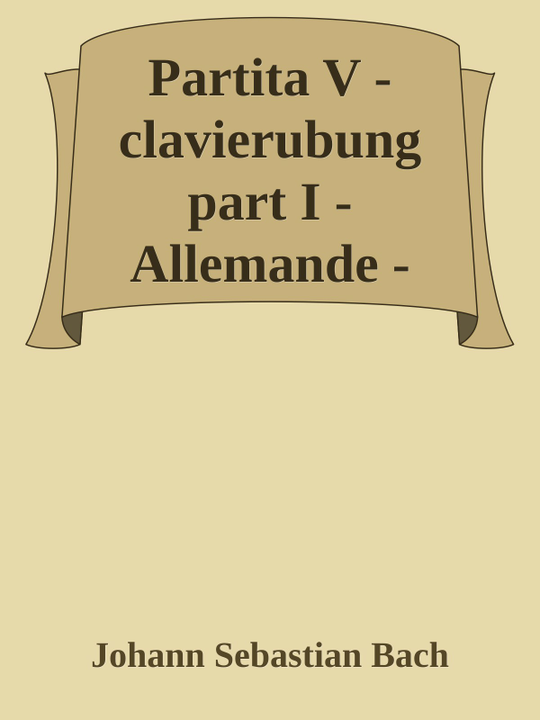 Partita V -
clavierubung
part I -
Allemande -
Johann Sebastian Bach